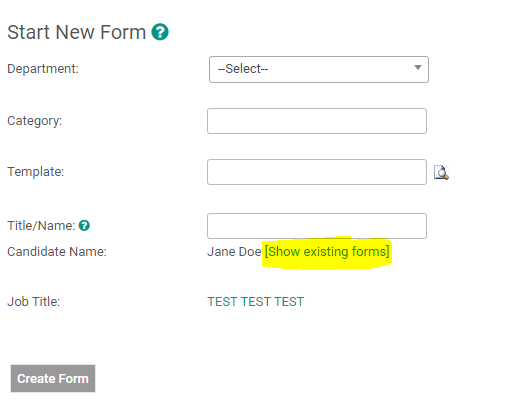 Start New Form ?
Department: --Select--
Category:
Template:
Title/Name: ?
Candidate Name: Jane Doe [Show existing forms]
Job Title: TEST TEST TEST
Create Form